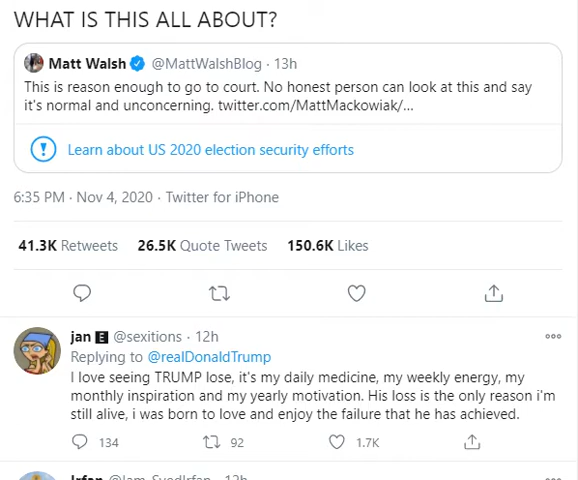 WHAT IS THIS ALL ABOUT?
Matt Walsh @MattWalshBlog · 13h
This is reason enough to go to court. No honest person can look at this and say
it's normal and unconcerning. twitter.com/MattMackowiak/...
Learn about US 2020 election security efforts
6:35 PM · Nov 4, 2020 · Twitter for iPhone
41.3K Retweets 26.5K Quote Tweets 150.6K Likes
jan E @sexitions · 12h
Replying to @realDonaldTrump
I love seeing TRUMP lose, it's my daily medicine, my weekly energy, my
monthly inspiration and my yearly motivation. His loss is the only reason i'm
still alive, i was born to love and enjoy the failure that he has achieved.
134 92 1.7K
Irfan @Iam_SyedIrfan · 12h